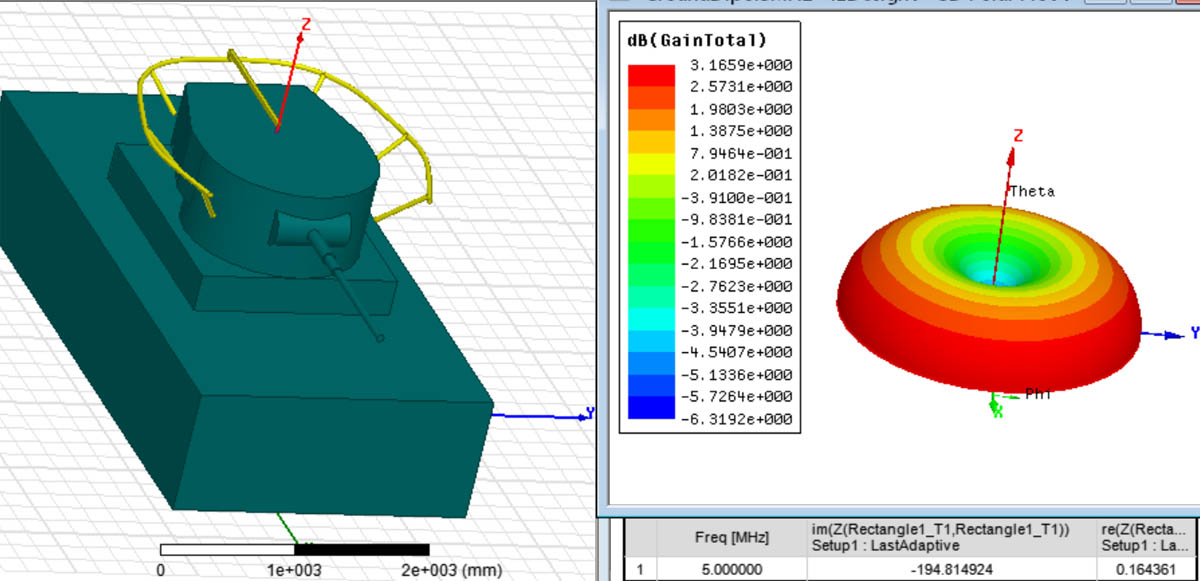 Z
Y
0
1e+003
2e+003 (mm)
dB(GainTotal)
3.1659e+000
2.5731e+000
1.9803e+000
1.3875e+000
7.9464e-001
2.0182e-001
-3.9100e-001
-9.8381e-001
-1.5766e+000
-2.1695e+000
-2.7623e+000
-3.3551e+000
-3.9479e+000
-4.5407e+000
-5.1336e+000
-5.7264e+000
-6.3192e+000
Z
Theta
Y
Phi
X
Freq [MHz]
im(Z(Rectangle1_T1,Rectangle1_T1))
Setup1 : LastAdaptive
re(Z(Recta...
Setup1 : La...
1 5.000000 -194.814924 0.164361